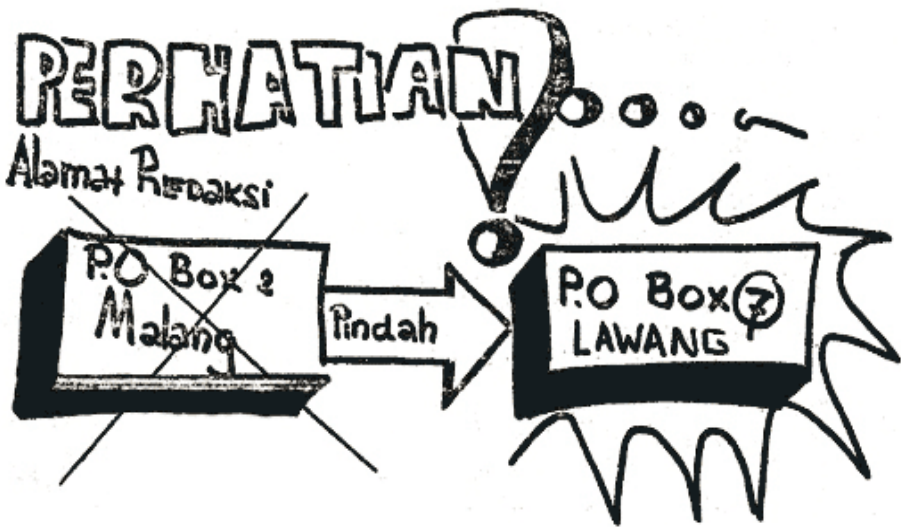 PERHATIAN?...
Alamat Redaksi
P.O Box 2
Malang
Pindah
P.O Box 7
LAWANG